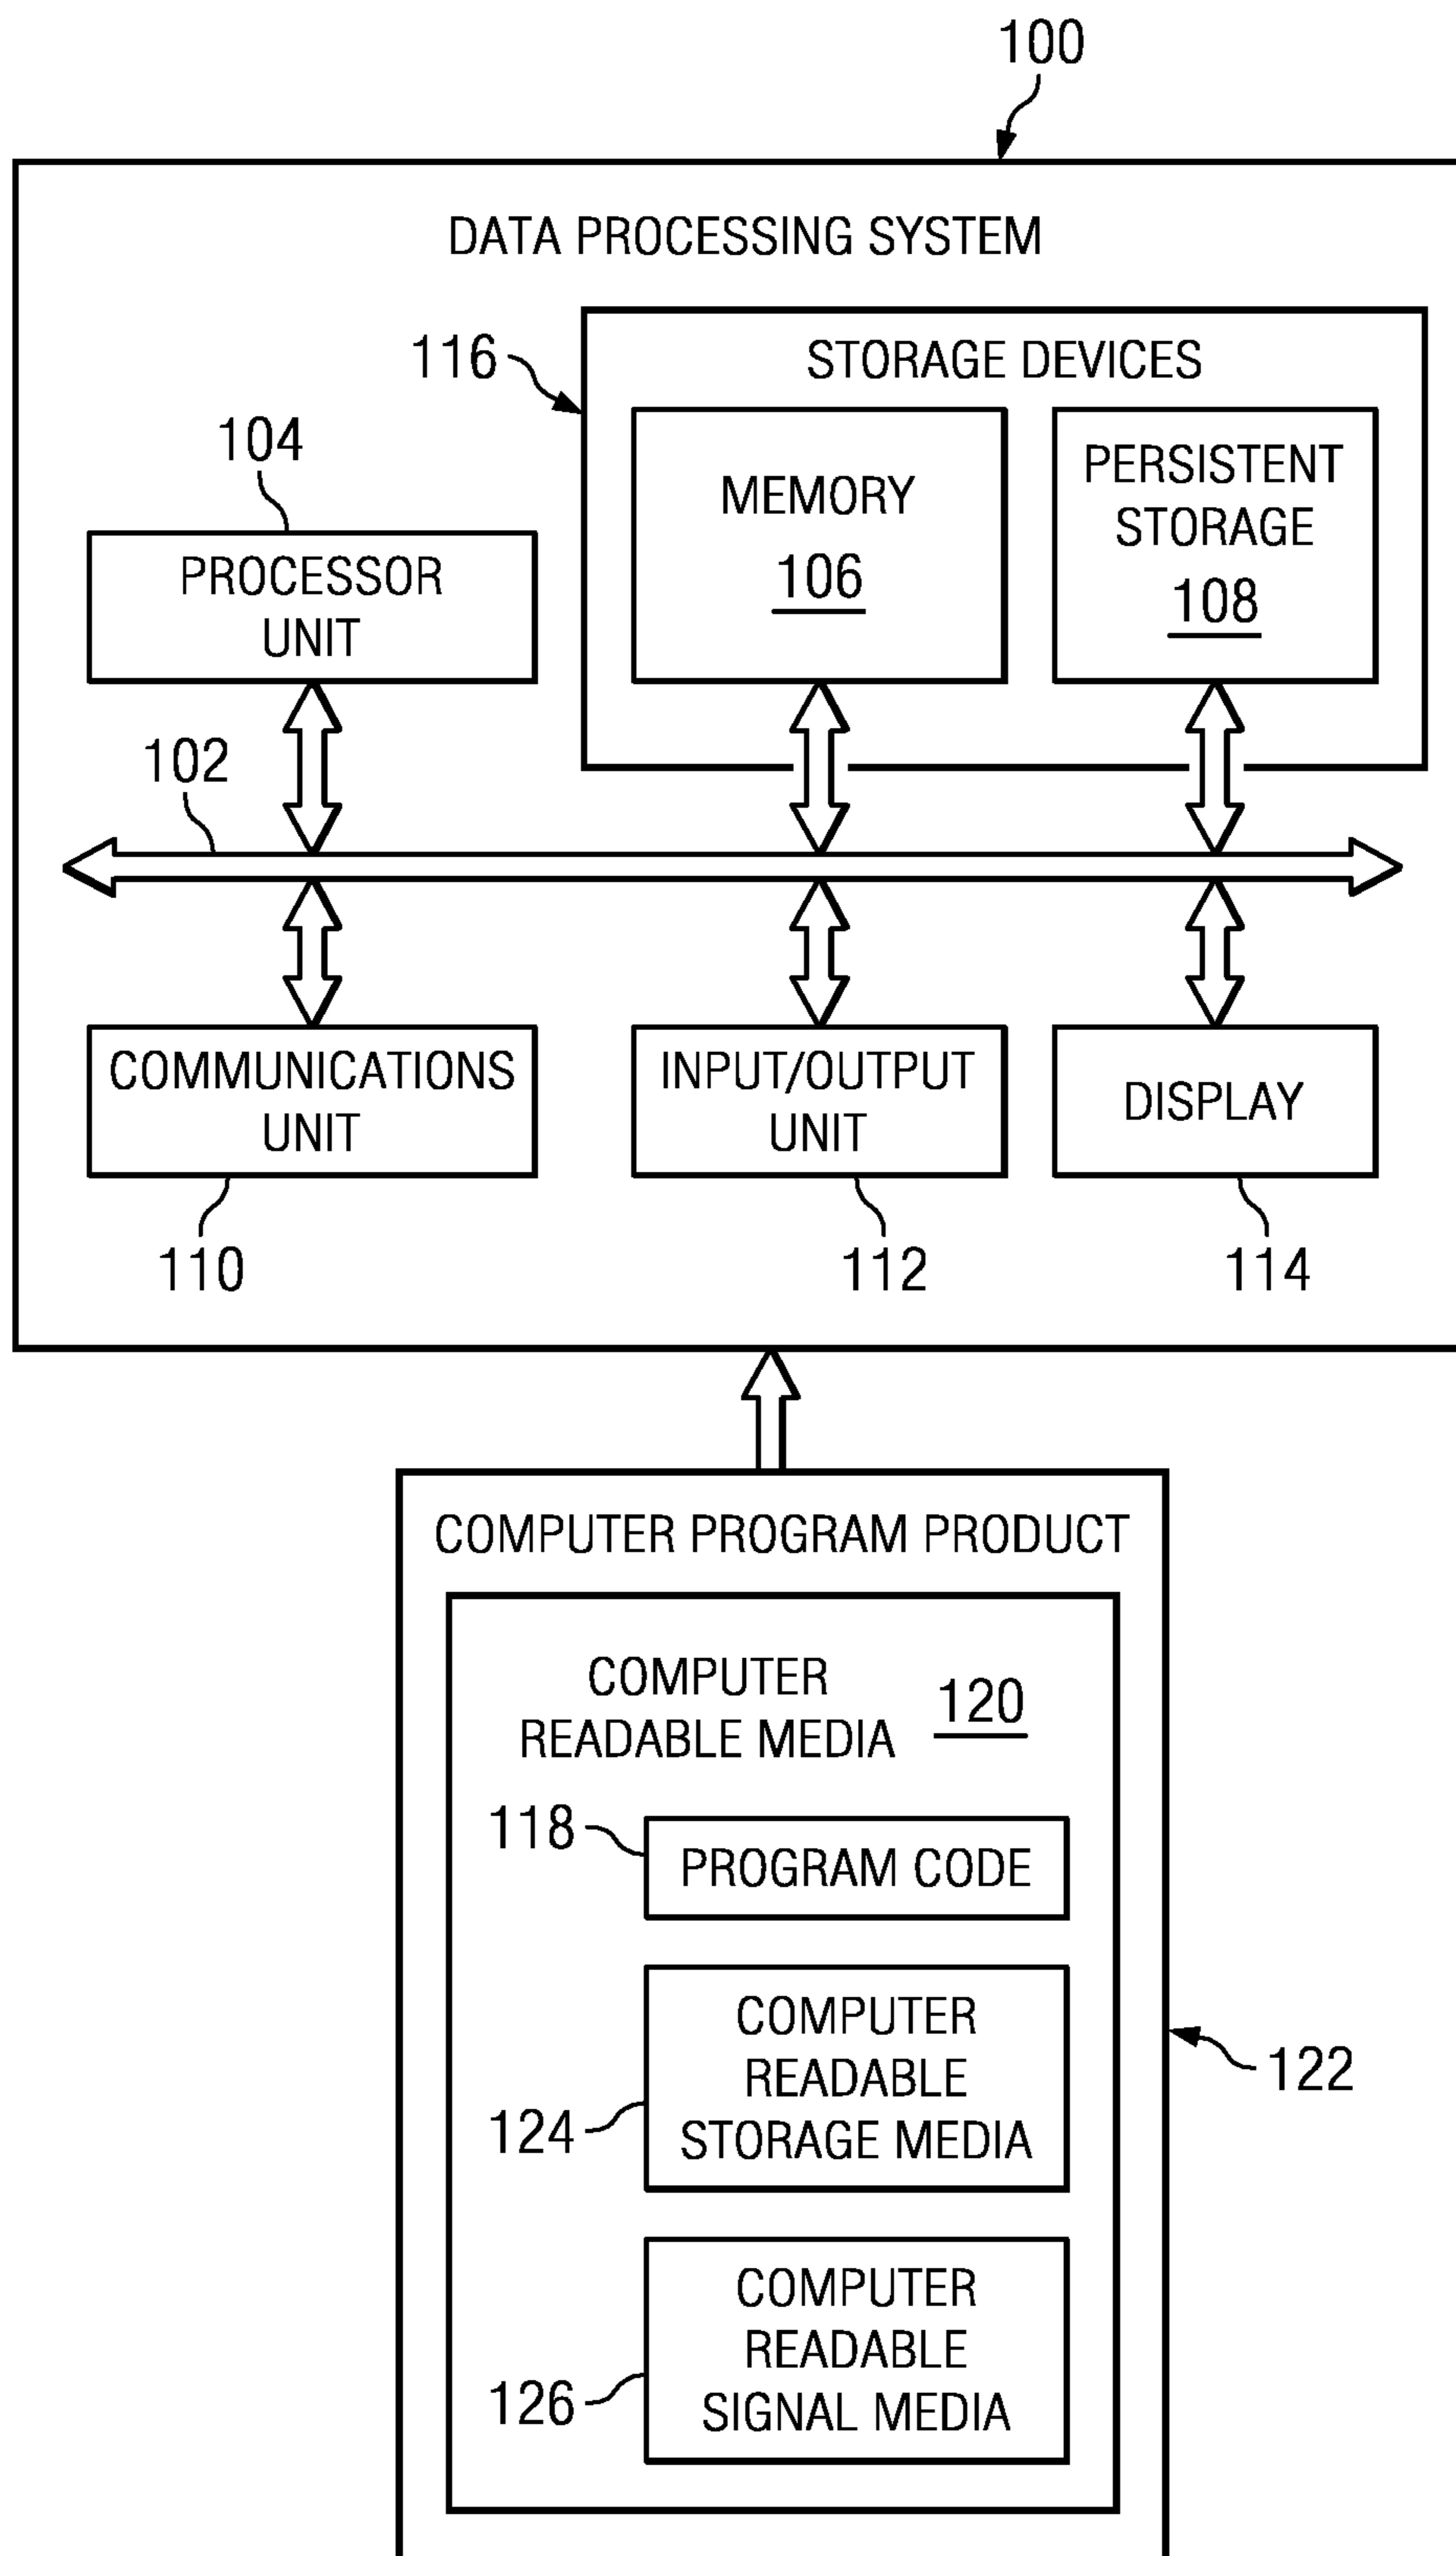 100
DATA PROCESSING SYSTEM
116
STORAGE DEVICES
104
MEMORY
106
PERSISTENT
STORAGE
108
PROCESSOR
UNIT
102
COMMUNICATIONS
UNIT
INPUT/OUTPUT
UNIT
DISPLAY
110
112
114
COMPUTER PROGRAM PRODUCT
COMPUTER
READABLE MEDIA
120
118
PROGRAM CODE
COMPUTER
READABLE
STORAGE MEDIA
124
122
COMPUTER
READABLE
SIGNAL MEDIA
126